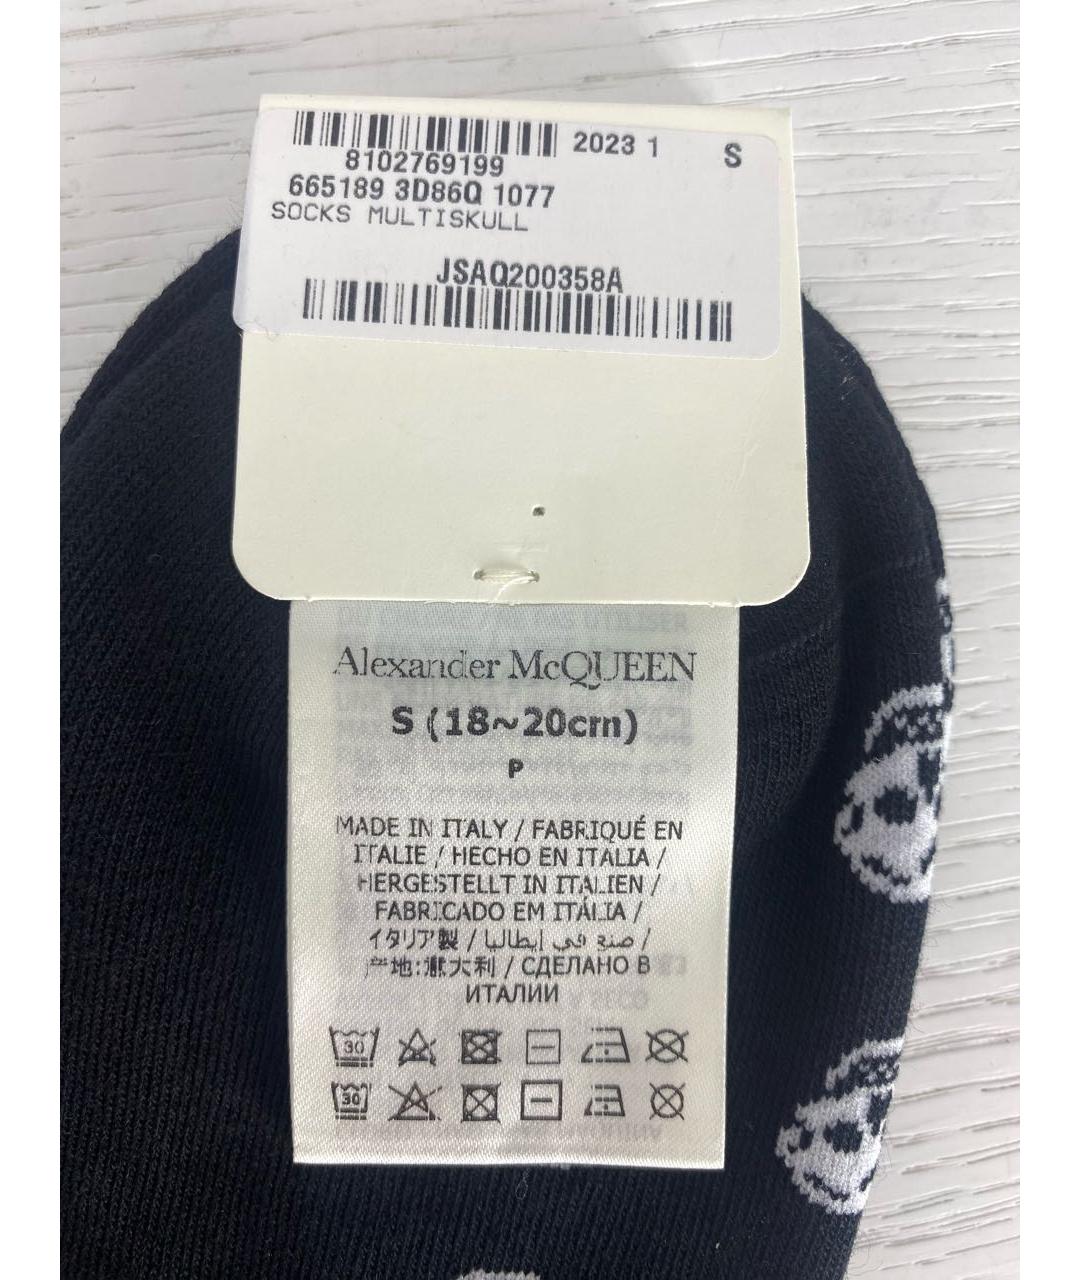 2023 1
S
8102769199
665189 3D86Q 1077
SOCKS MULTISKULL
JSAQ200358A
Alexander McQUEEN
S (18~20cm)
P
MADE IN ITALY / FABRIQUÉ EN
ITALIE / HECHO EN ITALIA /
HERGESTELLT IN ITALIEN /
FABRICADO EM ITÁLIA /
イタリア製 / صنع في إيطاليا /
产地:意大利 / СДЕЛАНО В
ИТАЛИИ
30
30